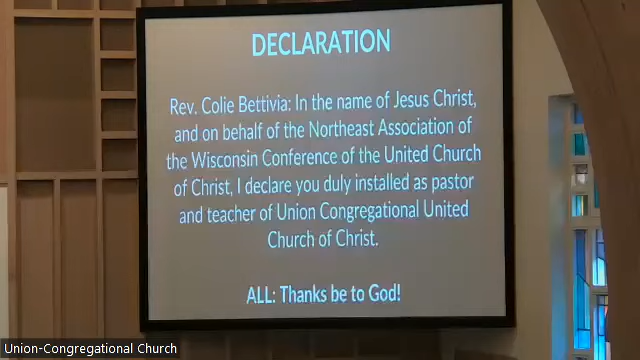 DECLARATION
Rev. Colie Bettivia: In the name of Jesus Christ,
and on behalf of the Northeast Association of
the Wisconsin Conference of the United Church
of Christ, I declare you duly installed as pastor
and teacher of Union Congregational United
Church of Christ.
ALL: Thanks be to God!
Union-Congregational Church